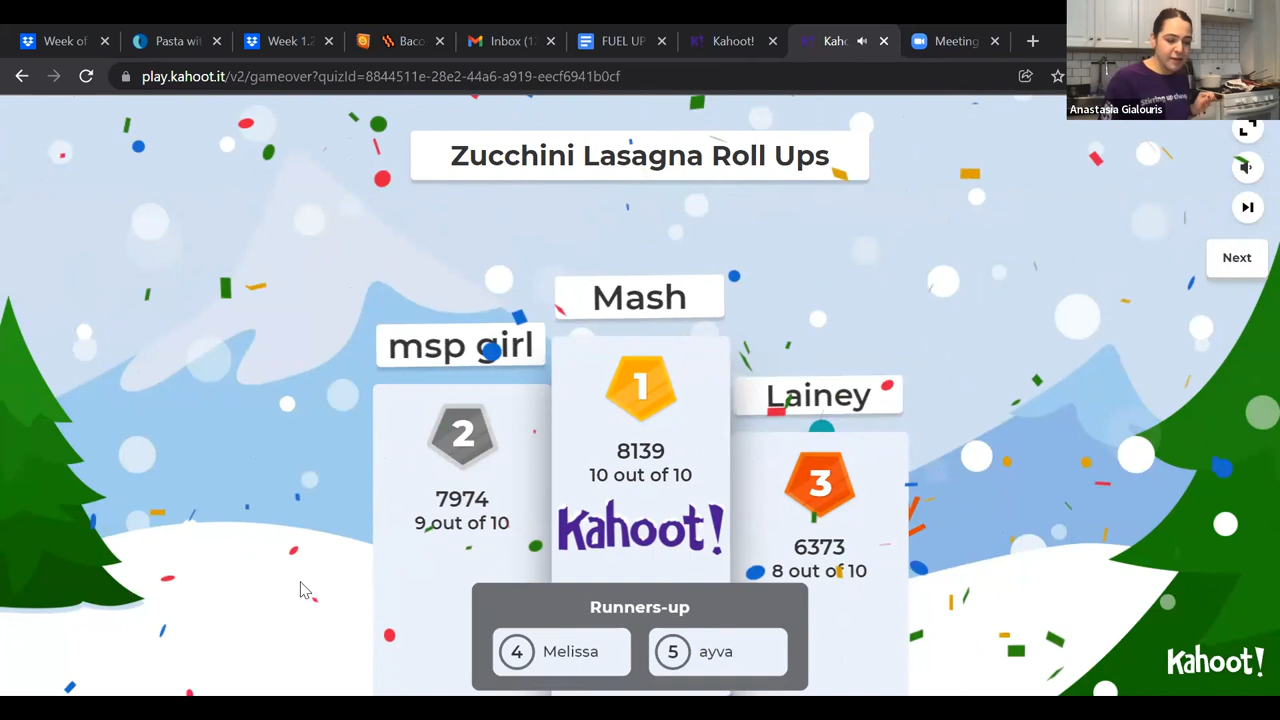 Week of
Pasta wit
Week 1.2
Baco
Inbox (1
FUEL UP
Kahoot!
Kaho
Meeting
play.kahoot.it/v2/gameover?quizId=8844511e-28e2-44a6-a919-eecf6941b0cf
Stirring up
Anastasia Gialouris
Zucchini Lasagna Roll Ups
Next
Mash
msp girl
Lainey
1
8139
10 out of 10
2
7974
9 out of 10
3
6373
8 out of 10
Kahoot!
Runners-up
4 Melissa
5 ayva
Kahoot!